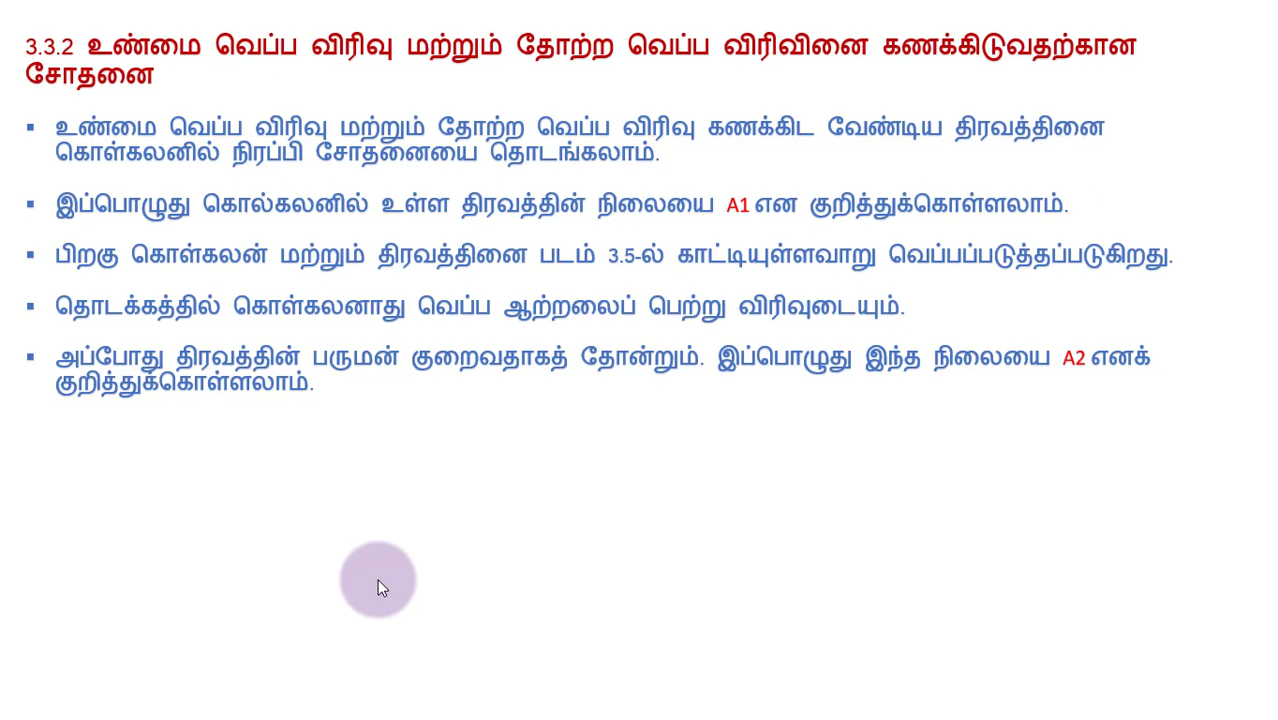 3.3.2 உண்மை வெப்ப விரிவு மற்றும் தோற்ற வெப்ப விரிவினை கணக்கிடுவதற்கான
சோதனை
▪ உண்மை வெப்ப விரிவு மற்றும் தோற்ற வெப்ப விரிவு கணக்கிட வேண்டிய திரவத்தினை
கொள்கலனில் நிரப்பி சோதனையை தொடங்கலாம்.
▪ இப்பொழுது கொல்கலனில் உள்ள திரவத்தின் நிலையை A1 என குறித்துக்கொள்ளலாம்.
▪ பிறகு கொள்கலன் மற்றும் திரவத்தினை படம் 3.5-ல் காட்டியுள்ளவாறு வெப்பப்படுத்தப்படுகிறது.
▪ தொடக்கத்தில் கொள்கலனாது வெப்ப ஆற்றலைப் பெற்று விரிவுடையும்.
▪ அப்போது திரவத்தின் பருமன் குறைவதாகத் தோன்றும். இப்பொழுது இந்த நிலையை A2 எனக்
குறித்துக்கொள்ளலாம்.